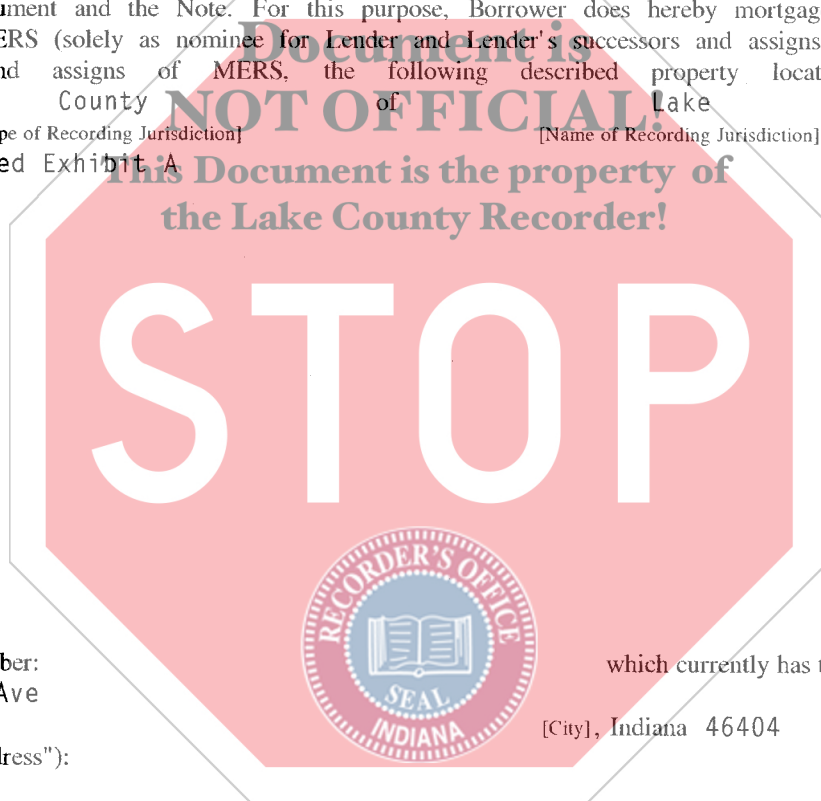 ument and the Note. For this purpose, Borrower does hereby mortgag
ERS (solely as nominee for Lender and Lender's successors and assigns
Document is
nd assigns of MERS, the following described property locat
County of Lake
NOT OFFICIAL!
pe of Recording Jurisdiction] [Name of Recording Jurisdiction]
ed Exhibit A
This Document is the property of
the Lake County Recorder!
STOP
RECORDER'S OFFICE
SEAL
INDIANA
ber: which currently has t
Ave
[City], Indiana 46404
dress"):